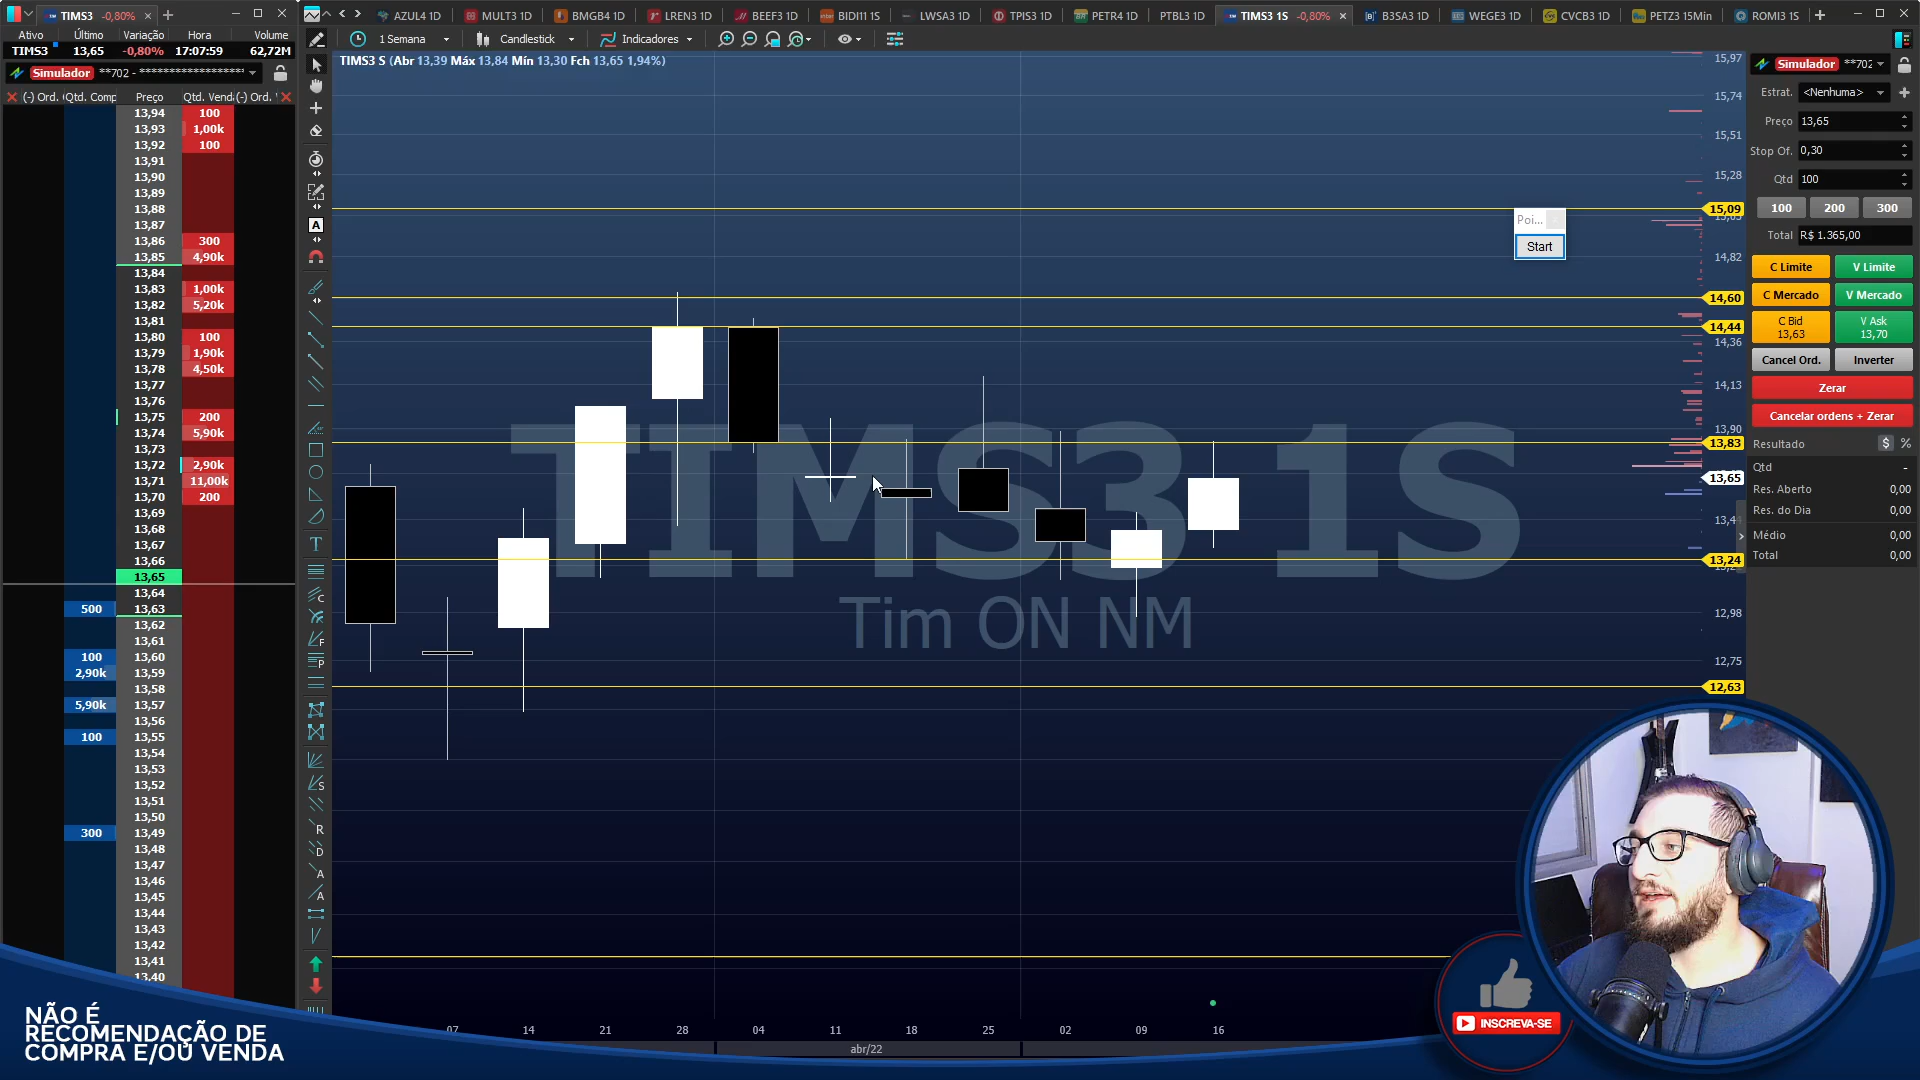 TIMS3 -0,80%
AZUL4 1D
MULT3 1D
BMGB4 1D
LREN3 1D
BEEF3 1D
BIDI11 1S
LWSA3 1D
TPIS3 1D
PETR4 1D
PTBL3 1D
TIMS3 1S -0,80%
B3SA3 1D
WEGE3 1D
CVCB3 1D
PETZ3 15Min
ROMI3 1S
Ativo Último Variação Hora Volume
TIMS3 13,65 -0,80% 17:07:59 62,72M
Simulador **702 - ********************
(-) Ord. Qtd. Comp Preço Qtd. Vend (-) Ord.
13,94 100
13,93 1,00k
13,92 100
13,91
13,90
13,89
13,88
13,87
13,86 300
13,85 4,90k
13,84
13,83 1,00k
13,82 5,20k
13,81
13,80 100
13,79 1,90k
13,78 4,50k
13,77
13,76
13,75 200
13,74 5,90k
13,73
13,72 2,90k
13,71 11,00k
13,70 200
13,69
13,68
13,67
13,66
13,65
13,64
500 13,63
13,62
13,61
100 13,60
2,90k 13,59
13,58
5,90k 13,57
13,56
100 13,55
13,54
13,53
13,52
13,51
13,50
300 13,49
13,48
13,47
13,46
13,45
13,44
13,43
13,42
13,41
13,40
1 Semana Candlestick Indicadores
TIMS3 S (Abr 13,39 Máx 13,84 Mín 13,30 Fch 13,65 1,94%)
TIMS3 1S
Tim ON NM
Poi...
Start
15,97
15,74
15,51
15,28
15,09
14,82
14,60
14,44
14,36
14,13
13,90
13,83
13,65
13,24
12,98
12,75
12,63
07 14 21 28 04 11 18 25 02 09 16
abr/22
Simulador **702
Estrat. <Nenhuma>
Preço 13,65
Stop Of. 0,30
Qtd 100
100 200 300
Total R$ 1.365,00
C Limite V Limite
C Mercado V Mercado
C Bid V Ask
13,63 13,70
Cancel Ord. Inverter
Zerar
Cancelar ordens + Zerar
Resultado $ %
Qtd -
Res. Aberto 0,00
Res. do Dia 0,00
Médio 0,00
Total 0,00
NÃO É
RECOMENDAÇÃO DE
COMPRA E/OU VENDA
INSCREVA-SE